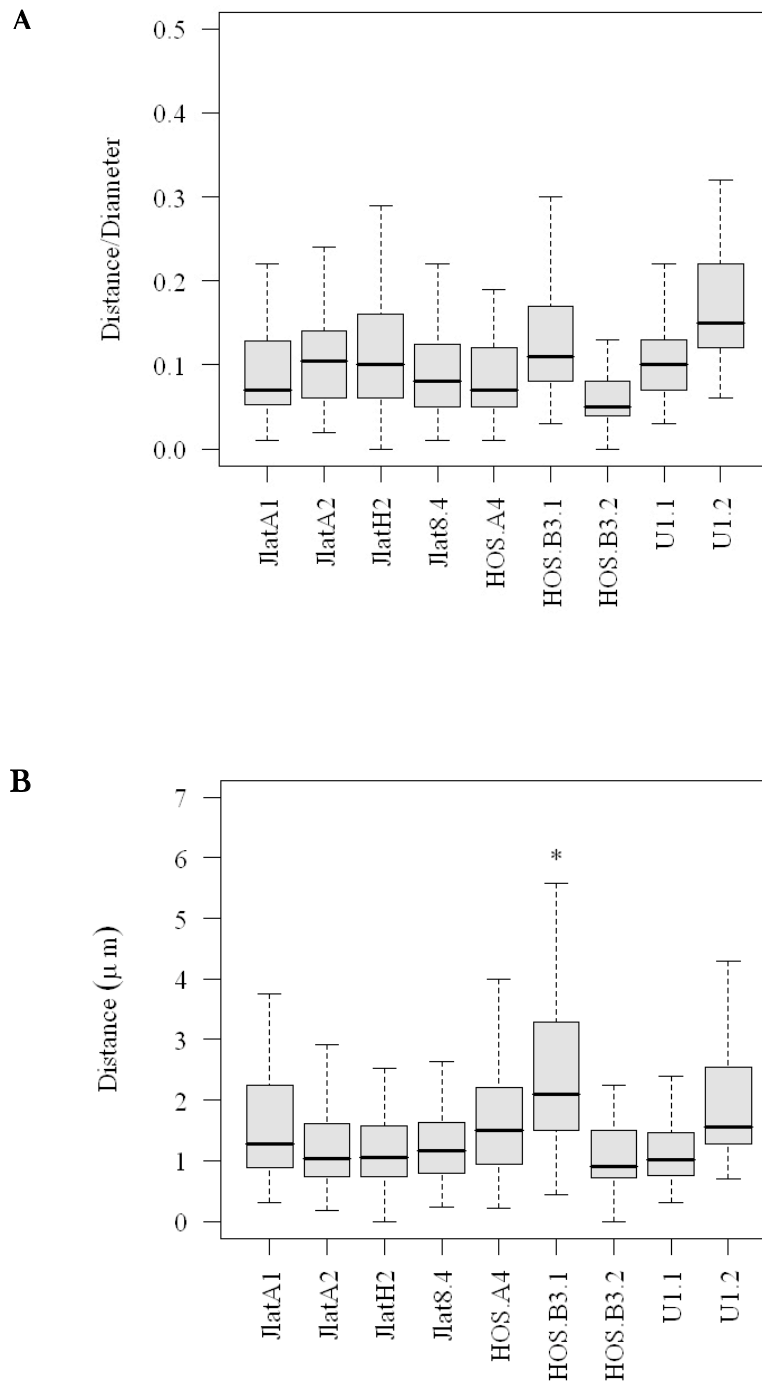 A
0.5
0.4
0.3
0.2
0.1
0.0
Distance/Diameter
JlatA1
JlatA2
JlatH2
Jlat8.4
HOS.A4
HOS.B3.1
HOS.B3.2
U1.1
U1.2
B
7
6
5
4
3
2
1
0
Distance (μ m)
*
JlatA1
JlatA2
JlatH2
Jlat8.4
HOS.A4
HOS.B3.1
HOS.B3.2
U1.1
U1.2